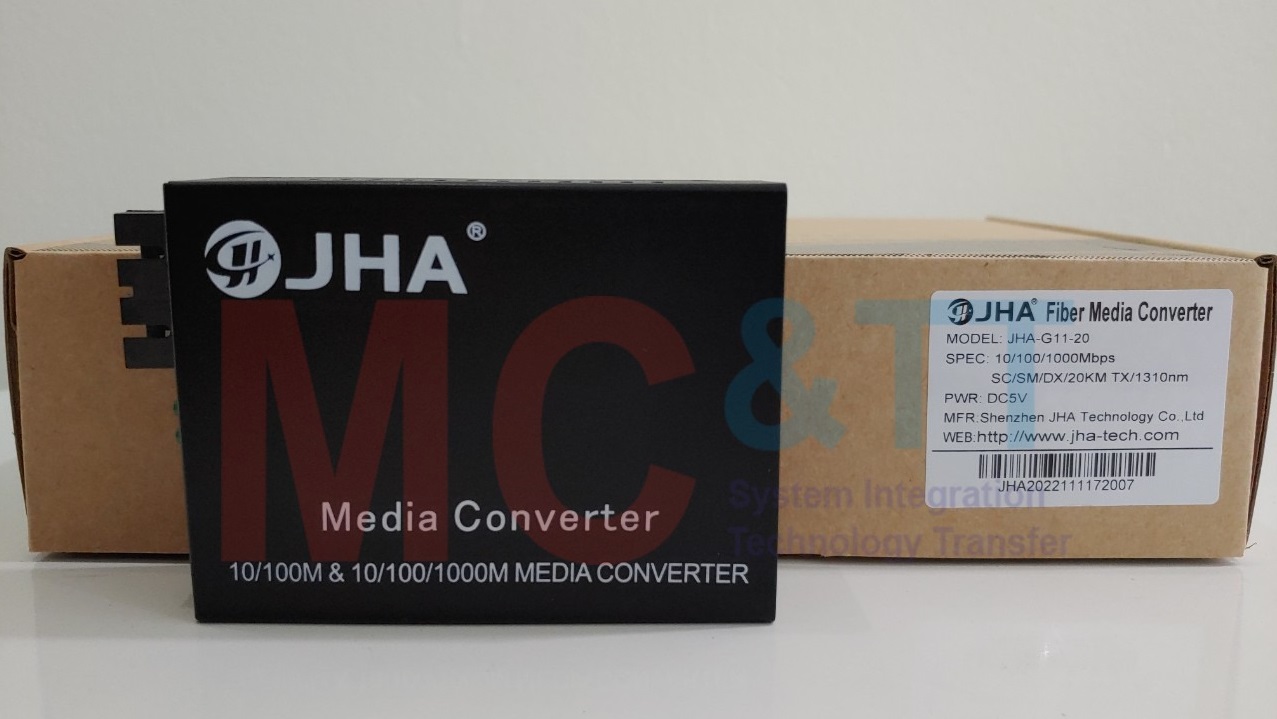 JHA®
Media Converter
10/100M & 10/100/1000M MEDIA CONVERTER
MC&TT
System Integration
Technology Transfer
JHA® Fiber Media Converter
MODEL: JHA-G11-20
SPEC: 10/100/1000Mbps
SC/SM/DX/20KM TX/1310nm
PWR: DC5V
MFR.Shenzhen JHA Technology Co.,Ltd
WEB:http://www.jha-tech.com
JHA2022111172007